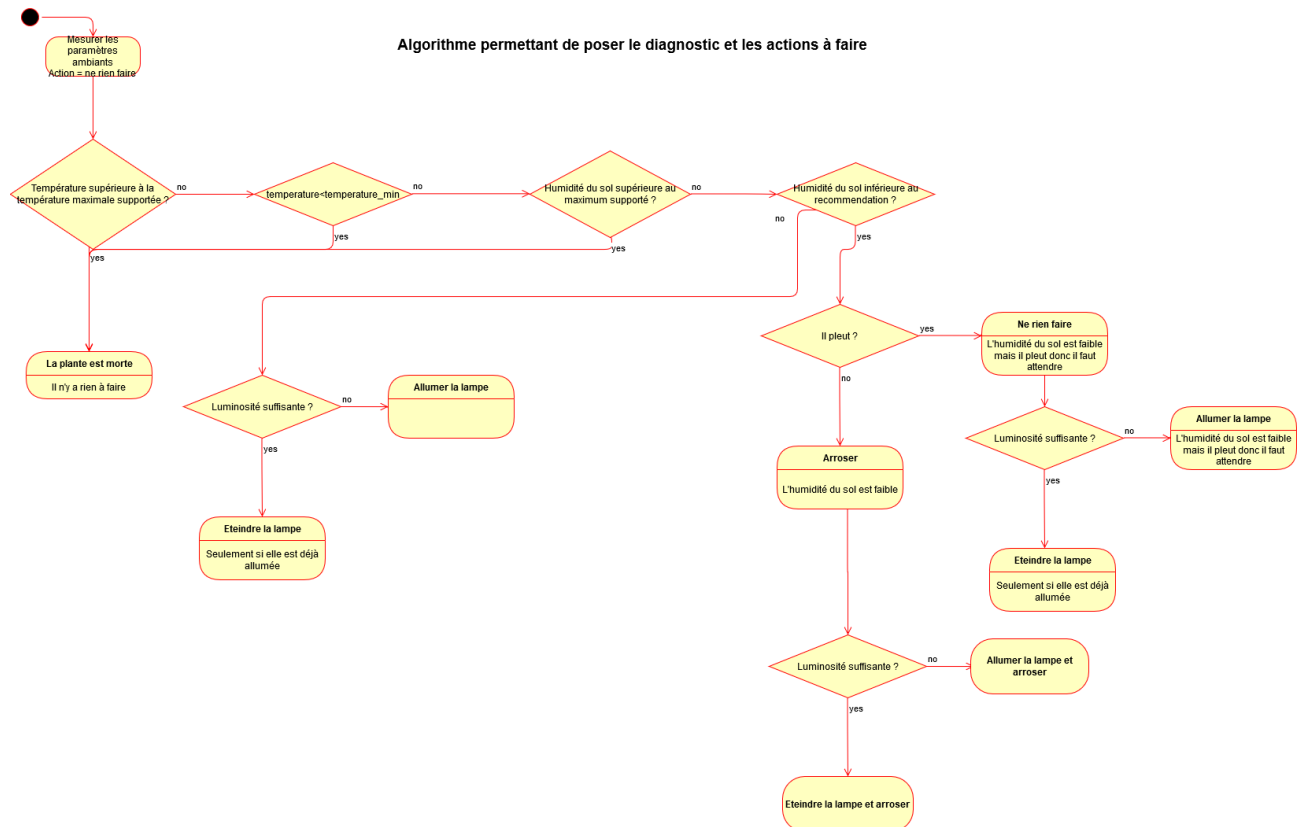 Algorithme permettant de poser le diagnostic et les actions à faire
Mesurer les
paramètres
ambiants
Action = ne rien faire
Température supérieure à la
température maximale supportée ?
no
temperature<temperature_min
no
Humidité du sol supérieure au
maximum supporté ?
no
Humidité du sol inférieure au
recommendation ?
no
yes
yes
yes
yes
La plante est morte
Il n'y a rien à faire
Il pleut ?
yes
no
Ne rien faire
L'humidité du sol est faible
mais il pleut donc il faut
attendre
Luminosité suffisante ?
no
yes
Allumer la lampe
Eteindre la lampe
Seulement si elle est déjà
allumée
Luminosité suffisante ?
no
yes
Allumer la lampe
L'humidité du sol est faible
mais il pleut donc il faut
attendre
Eteindre la lampe
Seulement si elle est déjà
allumée
Arroser
L'humidité du sol est faible
Luminosité suffisante ?
no
yes
Allumer la lampe et
arroser
Eteindre la lampe et arroser